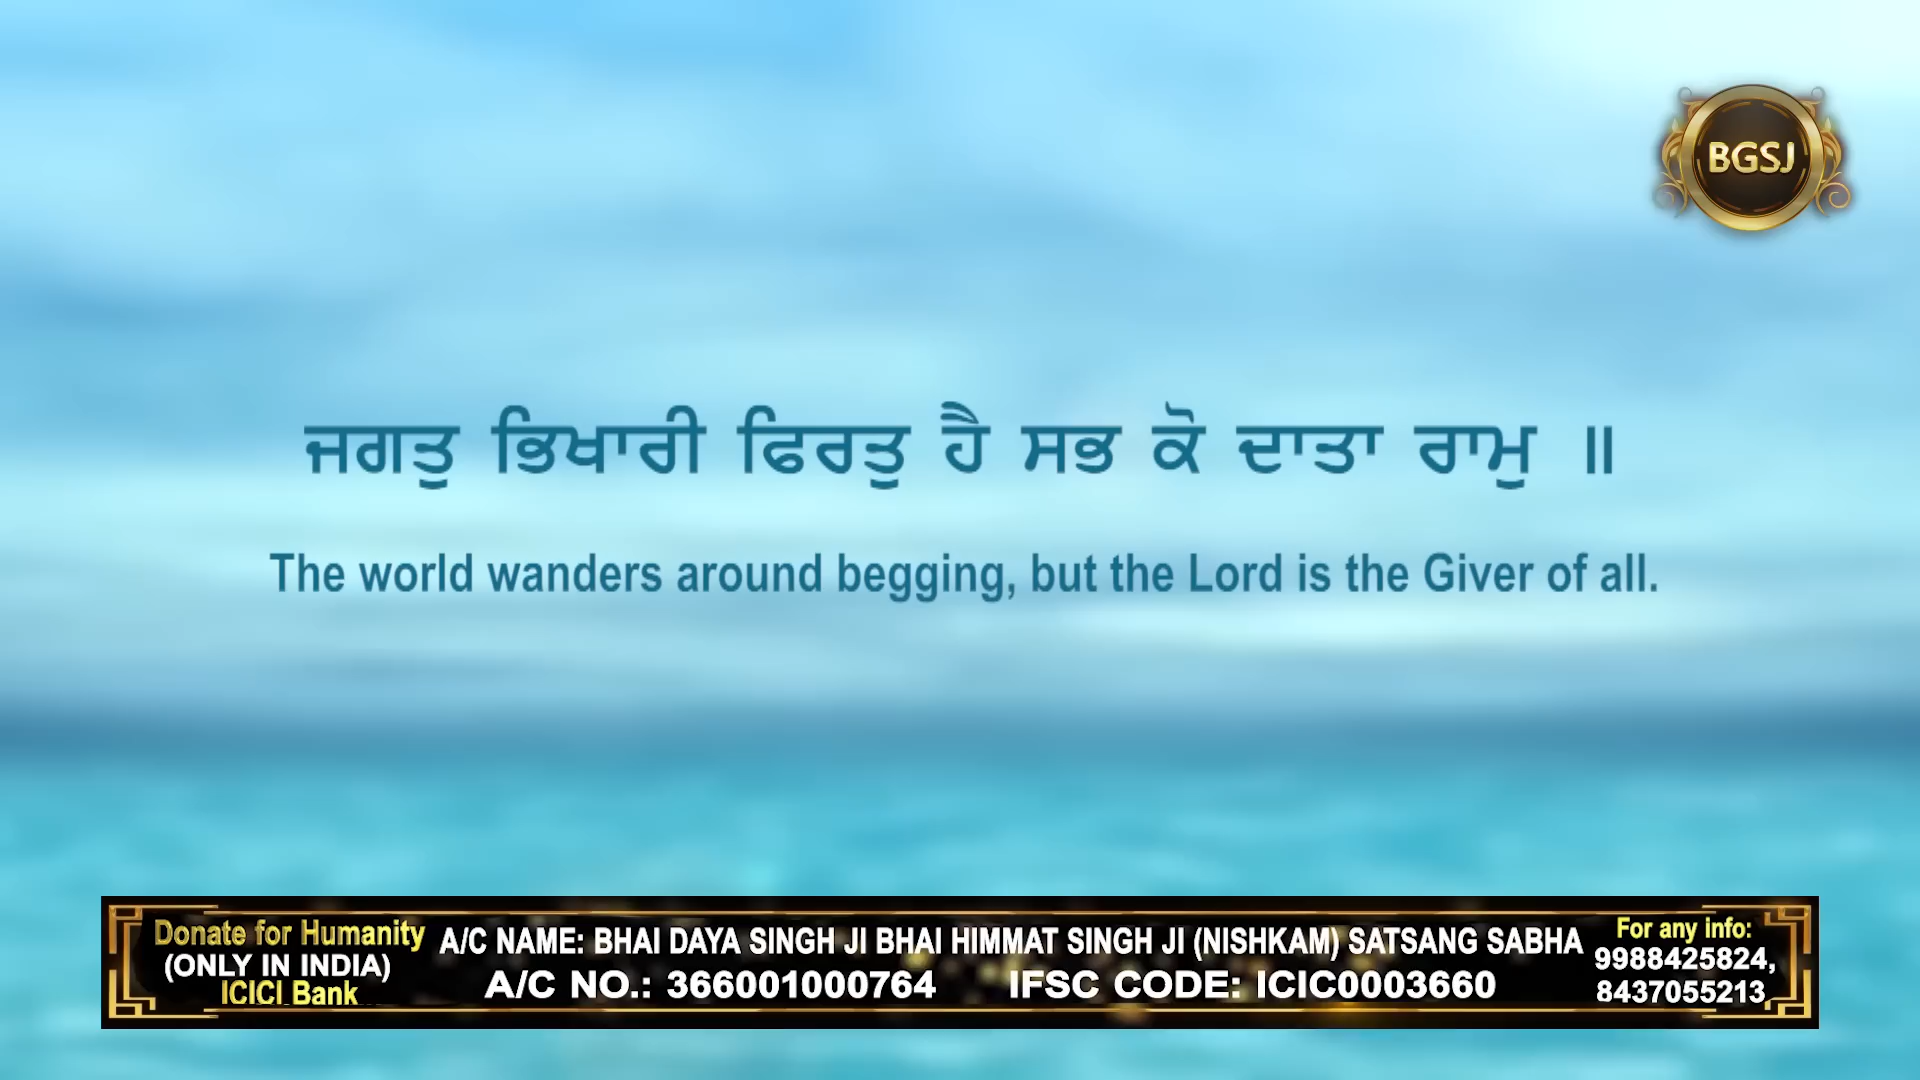 BGSJ
ਜਗਤੁ ਭਿਖਾਰੀ ਫਿਰਤੁ ਹੈ ਸਭ ਕੋ ਦਾਤਾ ਰਾਮੁ ॥
The world wanders around begging, but the Lord is the Giver of all.
Donate for Humanity
(ONLY IN INDIA)
ICICI Bank
A/C NAME: BHAI DAYA SINGH JI BHAI HIMMAT SINGH JI (NISHKAM) SATSANG SABHA
A/C NO.: 366001000764 IFSC CODE: ICIC0003660
For any info:
9988425824,
8437055213